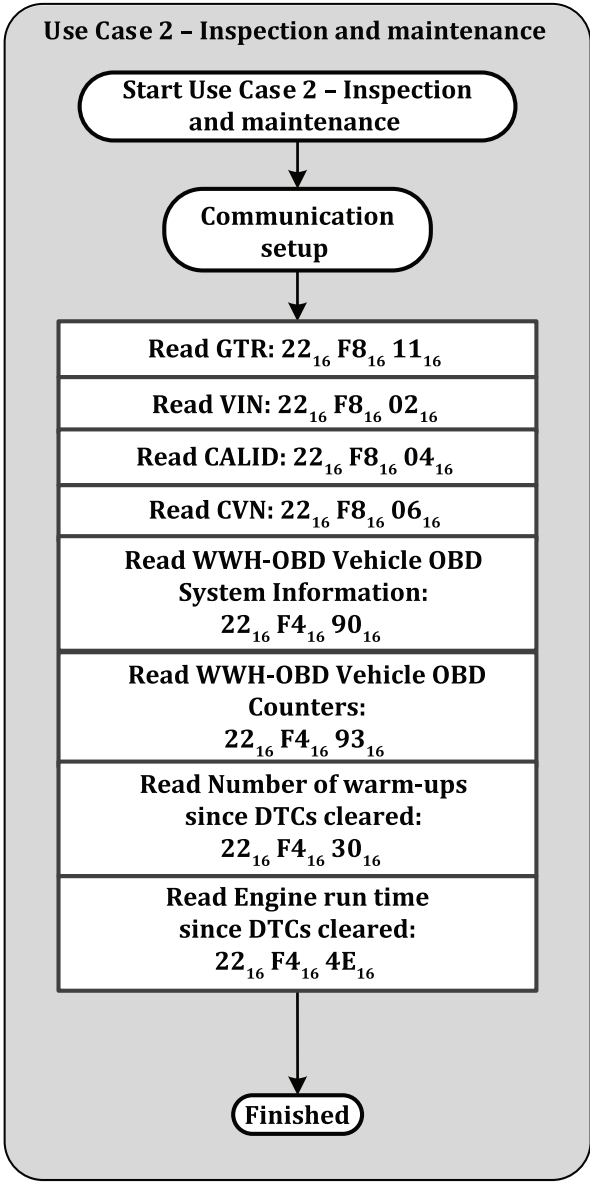 Use Case 2 – Inspection and maintenance
Start Use Case 2 – Inspection
and maintenance
Communication
setup
Read GTR: 22₁₆ F8₁₆ 11₁₆
Read VIN: 22₁₆ F8₁₆ 02₁₆
Read CALID: 22₁₆ F8₁₆ 04₁₆
Read CVN: 22₁₆ F8₁₆ 06₁₆
Read WWH-OBD Vehicle OBD
System Information:
22₁₆ F4₁₆ 90₁₆
Read WWH-OBD Vehicle OBD
Counters:
22₁₆ F4₁₆ 93₁₆
Read Number of warm-ups
since DTCs cleared:
22₁₆ F4₁₆ 30₁₆
Read Engine run time
since DTCs cleared:
22₁₆ F4₁₆ 4E₁₆
Finished